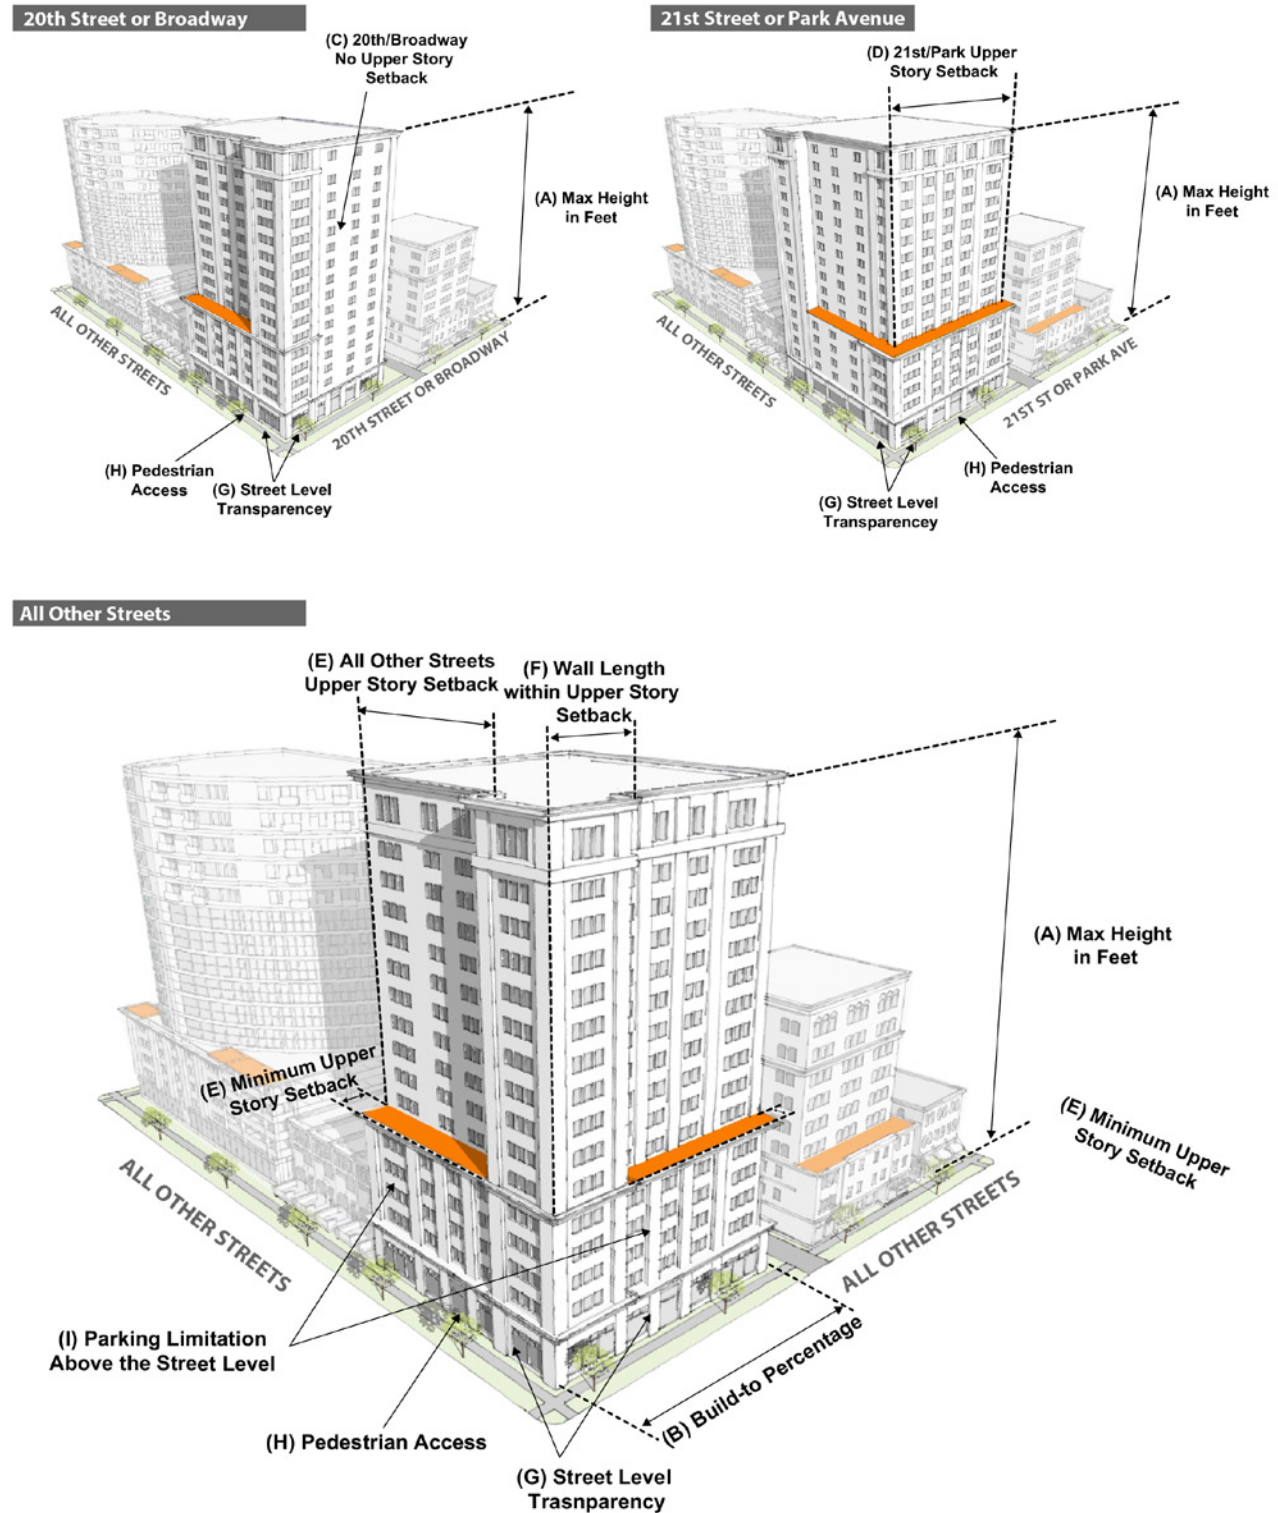 20th Street or Broadway
(C) 20th/Broadway
No Upper Story
Setback
(A) Max Height
in Feet
ALL OTHER STREETS
20TH STREET OR BROADWAY
(H) Pedestrian
Access
(G) Street Level
Transparencey
21st Street or Park Avenue
(D) 21st/Park Upper
Story Setback
(A) Max Height
in Feet
ALL OTHER STREETS
21ST ST OR PARK AVE
(H) Pedestrian
Access
(G) Street Level
Transparencey
All Other Streets
(E) All Other Streets
Upper Story Setback
(F) Wall Length
within Upper Story
Setback
(A) Max Height
in Feet
(E) Minimum Upper
Story Setback
(E) Minimum Upper
Story Setback
ALL OTHER STREETS
ALL OTHER STREETS
(I) Parking Limitation
Above the Street Level
(B) Build-to Percentage
(H) Pedestrian Access
(G) Street Level
Trasnparency